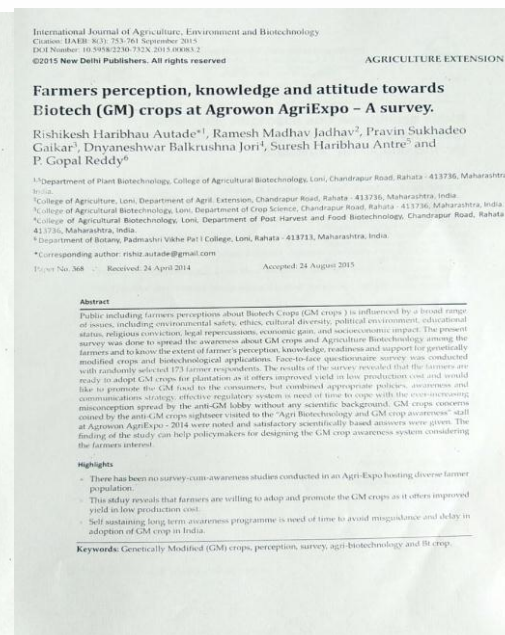 International Journal of Agriculture, Environment and Biotechnology
Citation: IJAEB: 8(3): 753-761 September 2015
DOI Number: 10.5958/2230-732X.2015.00083.2
©2015 New Delhi Publishers. All rights reserved
AGRICULTURE EXTENSION
Farmers perception, knowledge and attitude towards
Biotech (GM) crops at Agrowon AgriExpo – A survey.
Rishikesh Haribhau Autade*¹, Ramesh Madhav Jadhav², Pravin Sukhadeo
Gaikar³, Dnyaneshwar Balkrushna Jori⁴, Suresh Haribhau Antre⁵ and
P. Gopal Reddy⁶
¹,⁵Department of Plant Biotechnology, College of Agricultural Biotechnology, Loni, Chandrapur Road, Rahata - 413736, Maharashtra,
India.
²College of Agriculture, Loni, Department of Agril. Extension, Chandrapur Road, Rahata - 413736, Maharashtra, India.
³College of Agricultural Biotechnology, Loni, Department of Crop Science, Chandrapur Road, Rahata - 413736, Maharashtra, India.
⁴College of Agricultural Biotechnology, Loni, Department of Post Harvest and Food Biotechnology, Chandrapur Road, Rahata
413736, Maharashtra, India.
⁶Department of Botany, Padmashri Vikhe Patil College, Loni, Rahata - 413713, Maharashtra, India.
*Corresponding author: rishiz.autade@gmail.com
Paper No. 368 Received: 24 April 2014 Accepted: 24 August 2015
Abstract
Public including farmers perceptions about Biotech Crops (GM crops ) is influenced by a broad range
of issues, including environmental safety, ethics, cultural diversity, political environment, educational
status, religious conviction, legal repercussions, economic gain, and socioeconomic impact. The present
survey was done to spread the awareness about GM crops and Agriculture Biotechnology among the
farmers and to know the extent of farmer's perception, knowledge, readiness and support for genetically
modified crops and biotechnological applications. Face-to-face questionnaire survey was conducted
with randomly selected 173 farmer respondents. The results of the survey revealed that the farmers are
ready to adopt GM crops for plantation as it offers improved yield in low production cost and would
like to promote the GM food to the consumers, but combined appropriate policies, awareness and
communications strategy, effective regulatory system is need of time to cope with the ever-increasing
misconception spread by the anti-GM lobby without any scientific background. GM crops concerns
coined by the anti-GM crops sightseer visited to the "Agri Biotechnology and GM crop awareness" stall
at Agrowon AgriExpo - 2014 were noted and satisfactory scientifically based answers were given. The
finding of the study can help policymakers for designing the GM crop awareness system considering
the farmers interest.
Highlights
There has been no survey-cum-awareness studies conducted in an Agri-Expo hosting diverse farmer
population.
This stduy reveals that farmers are willing to adop and promote the GM crops as it offers improved
yield in low production cost.
Self sustaining long term awareness programme is need of time to avoid misguidance and delay in
adoption of GM crop in India.
Keywords: Genetically Modified (GM) crops, perception, survey, agri-biotechnology and Bt crop.